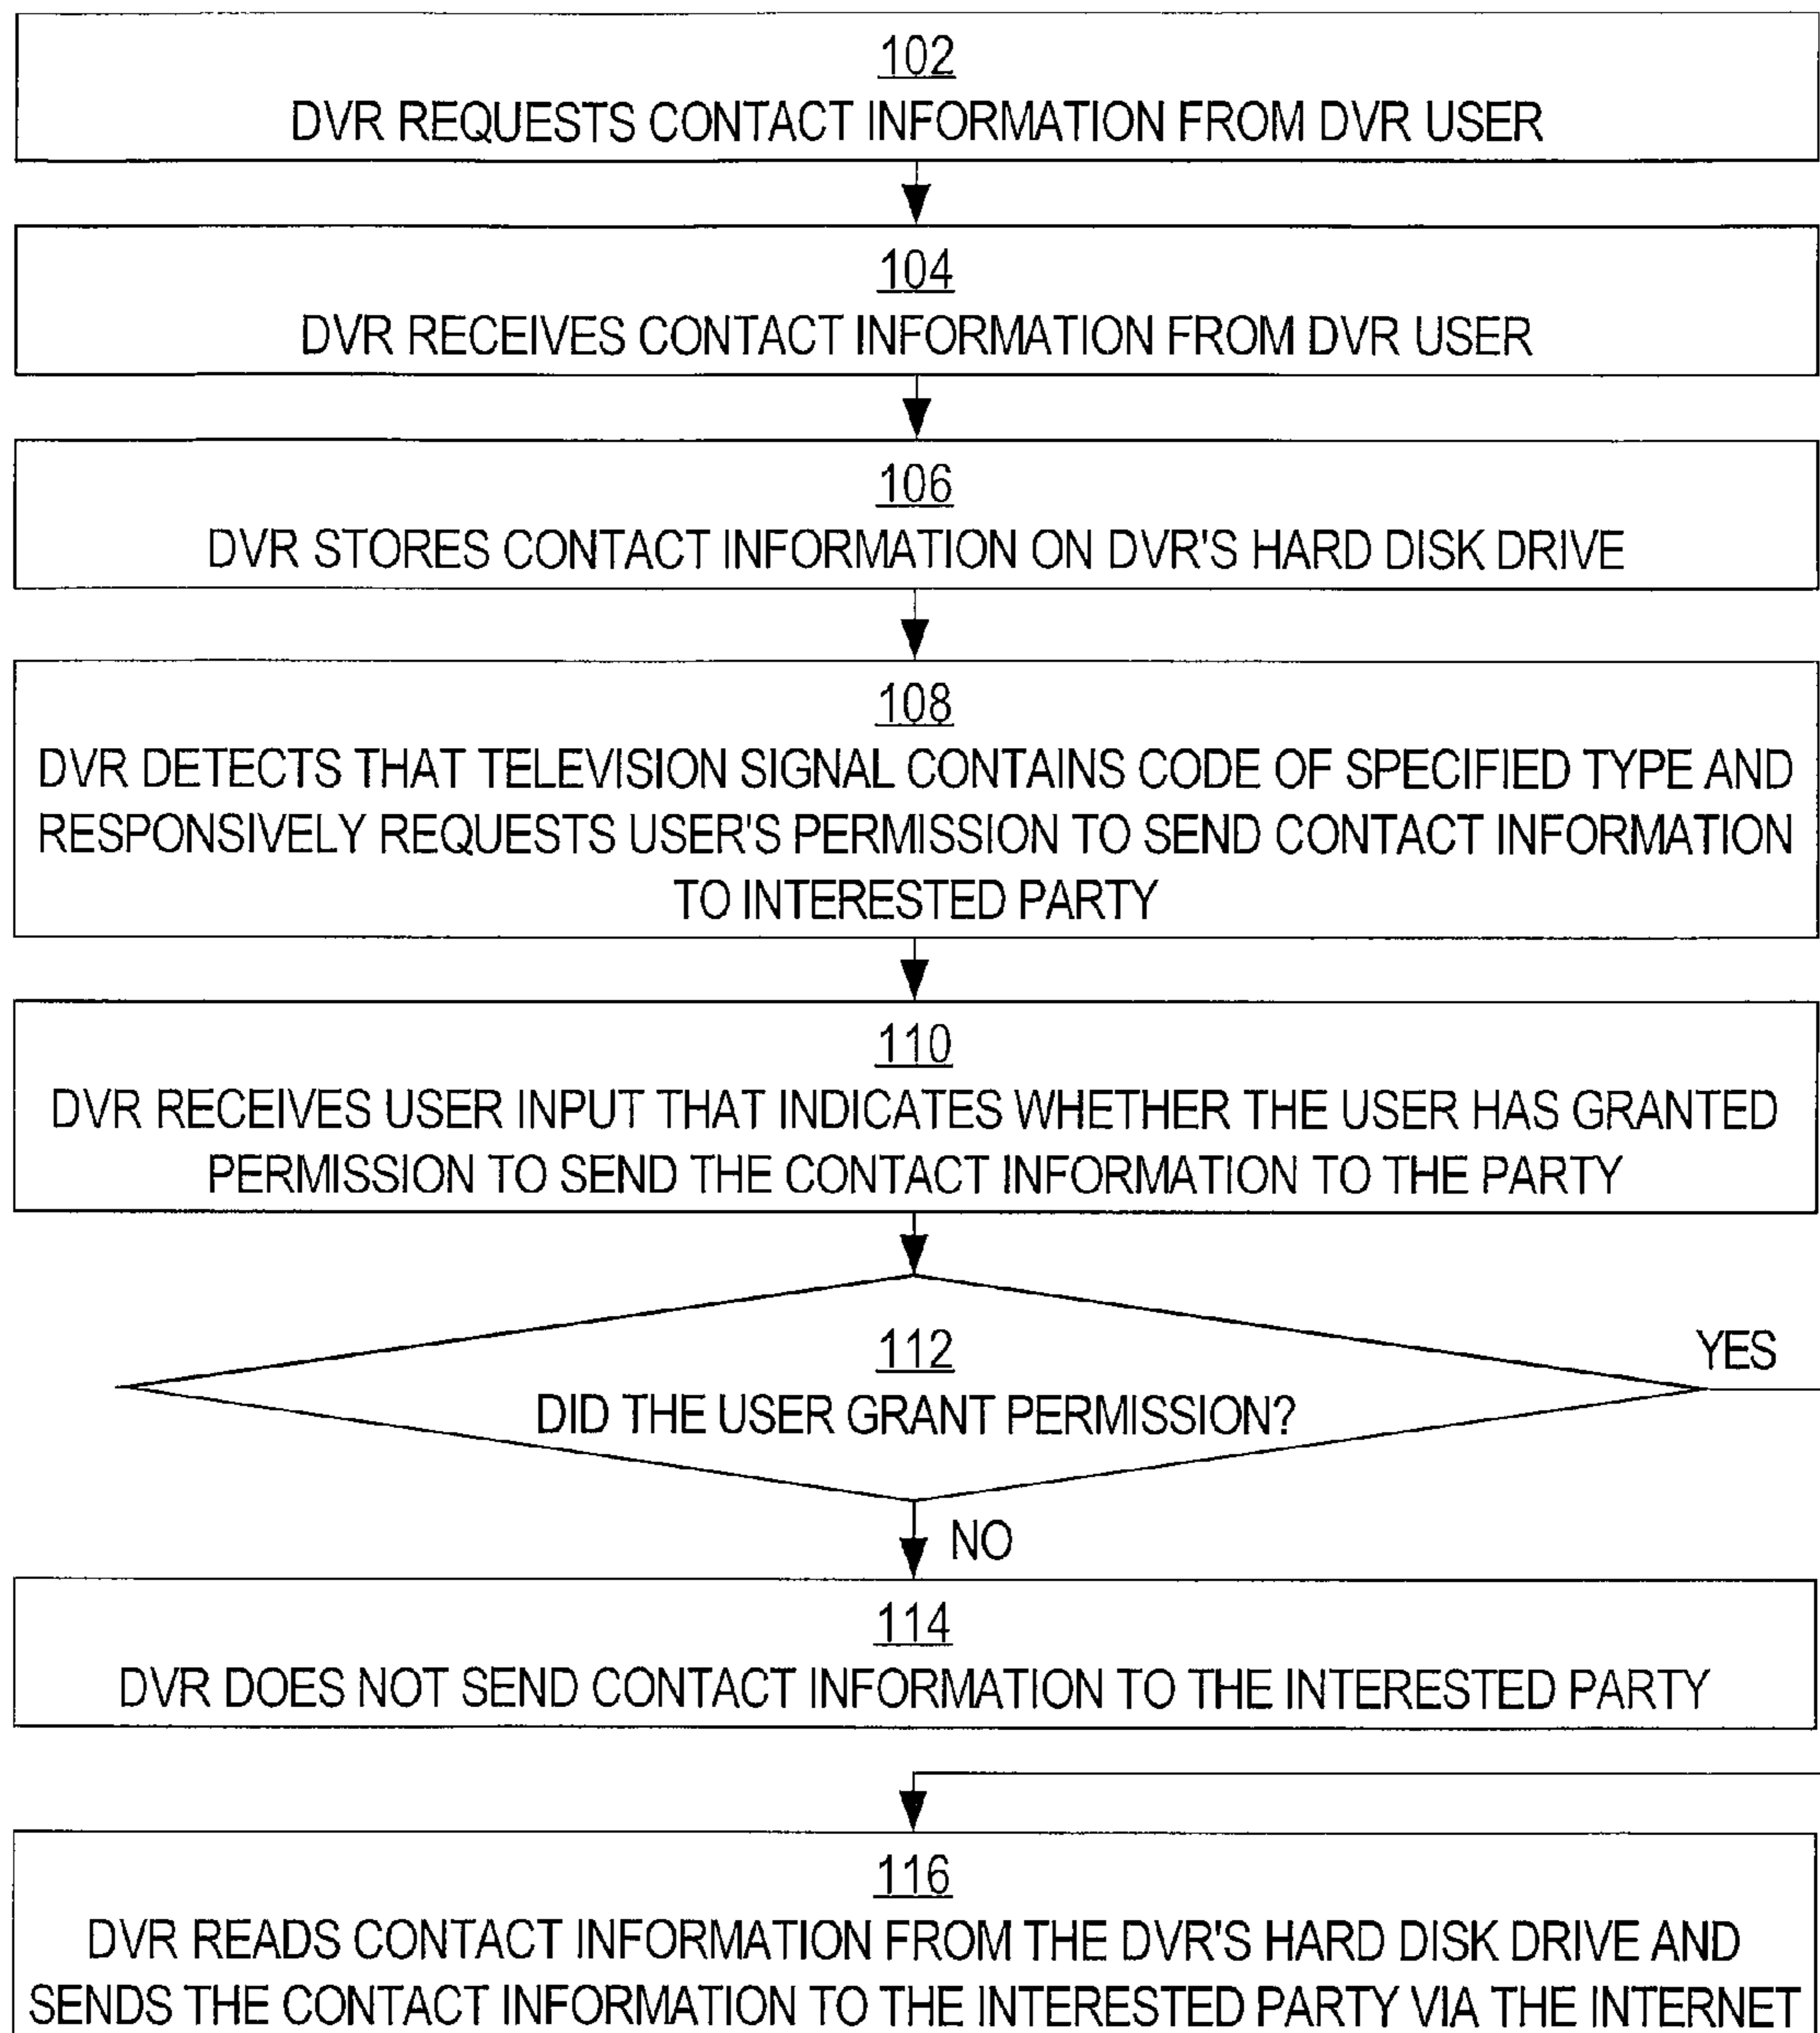 102
DVR REQUESTS CONTACT INFORMATION FROM DVR USER
104
DVR RECEIVES CONTACT INFORMATION FROM DVR USER
106
DVR STORES CONTACT INFORMATION ON DVR'S HARD DISK DRIVE
108
DVR DETECTS THAT TELEVISION SIGNAL CONTAINS CODE OF SPECIFIED TYPE AND
RESPONSIVELY REQUESTS USER'S PERMISSION TO SEND CONTACT INFORMATION
TO INTERESTED PARTY
110
DVR RECEIVES USER INPUT THAT INDICATES WHETHER THE USER HAS GRANTED
PERMISSION TO SEND THE CONTACT INFORMATION TO THE PARTY
112
DID THE USER GRANT PERMISSION?
YES
NO
114
DVR DOES NOT SEND CONTACT INFORMATION TO THE INTERESTED PARTY
116
DVR READS CONTACT INFORMATION FROM THE DVR'S HARD DISK DRIVE AND
SENDS THE CONTACT INFORMATION TO THE INTERESTED PARTY VIA THE INTERNET